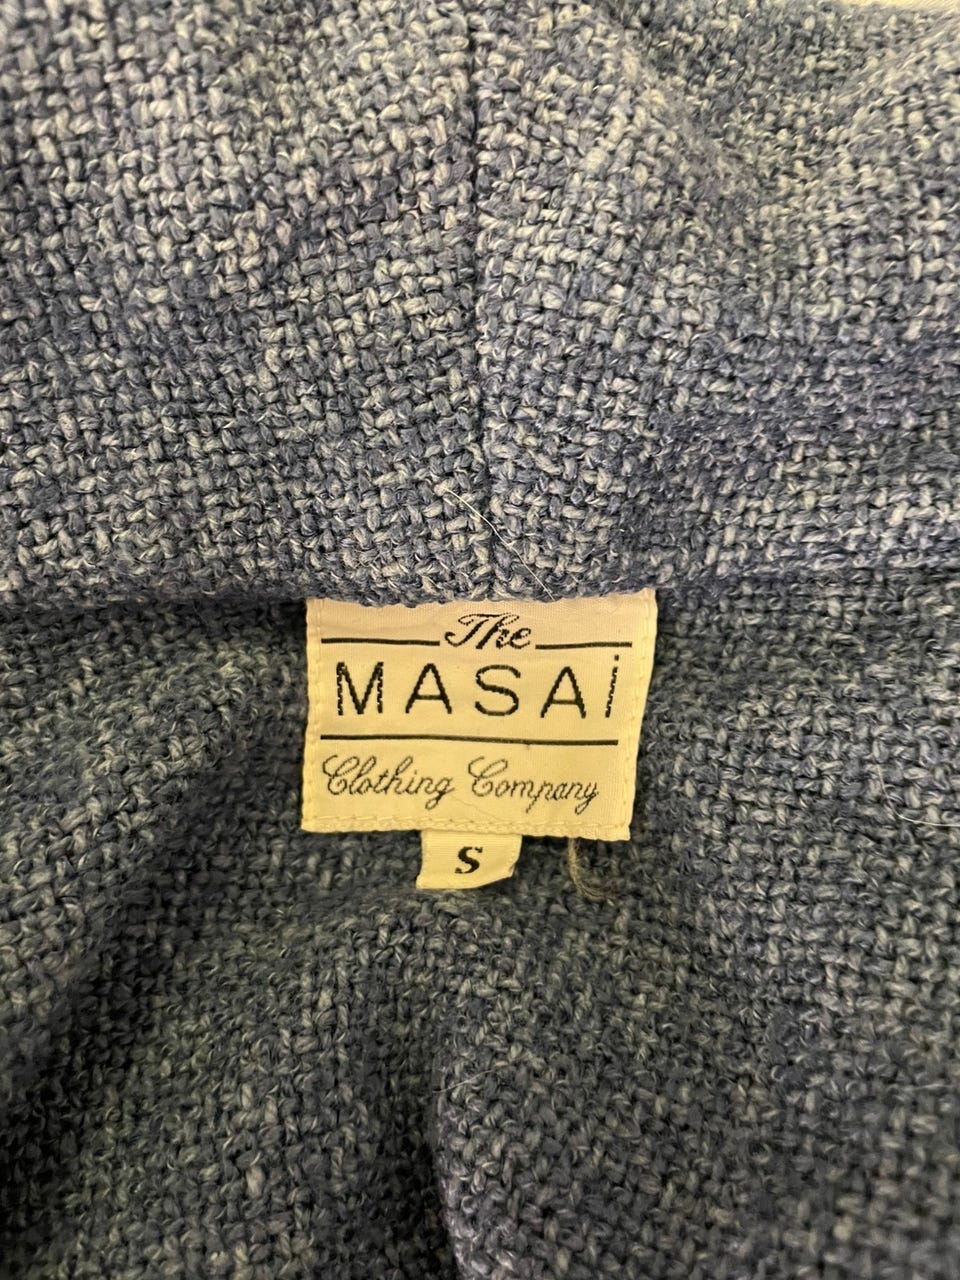 The
MASAi
Clothing Company
S